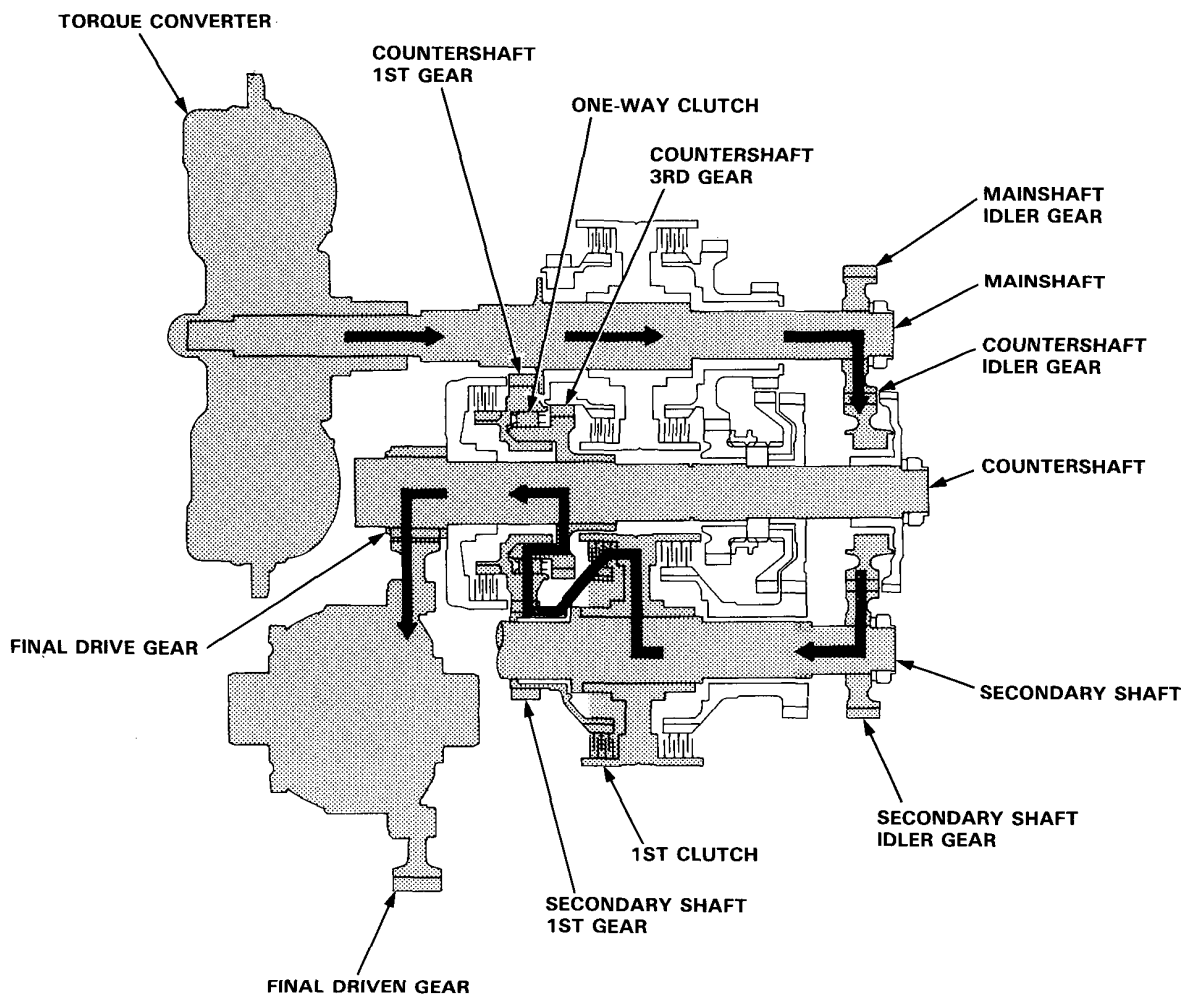 TORQUE CONVERTER
COUNTERSHAFT
1ST GEAR
ONE-WAY CLUTCH
COUNTERSHAFT
3RD GEAR
MAINSHAFT
IDLER GEAR
MAINSHAFT
COUNTERSHAFT
IDLER GEAR
COUNTERSHAFT
FINAL DRIVE GEAR
SECONDARY SHAFT
SECONDARY SHAFT
IDLER GEAR
1ST CLUTCH
SECONDARY SHAFT
1ST GEAR
FINAL DRIVEN GEAR